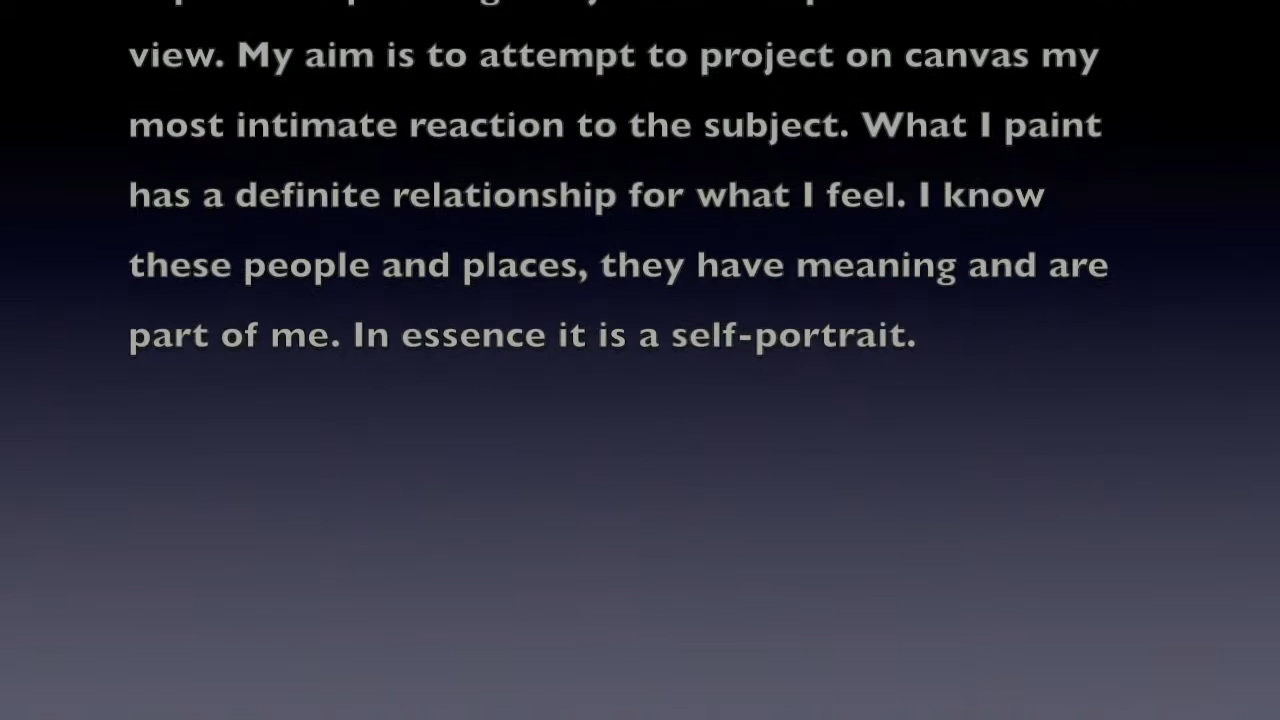 view. My aim is to attempt to project on canvas my
most intimate reaction to the subject. What I paint
has a definite relationship for what I feel. I know
these people and places, they have meaning and are
part of me. In essence it is a self-portrait.